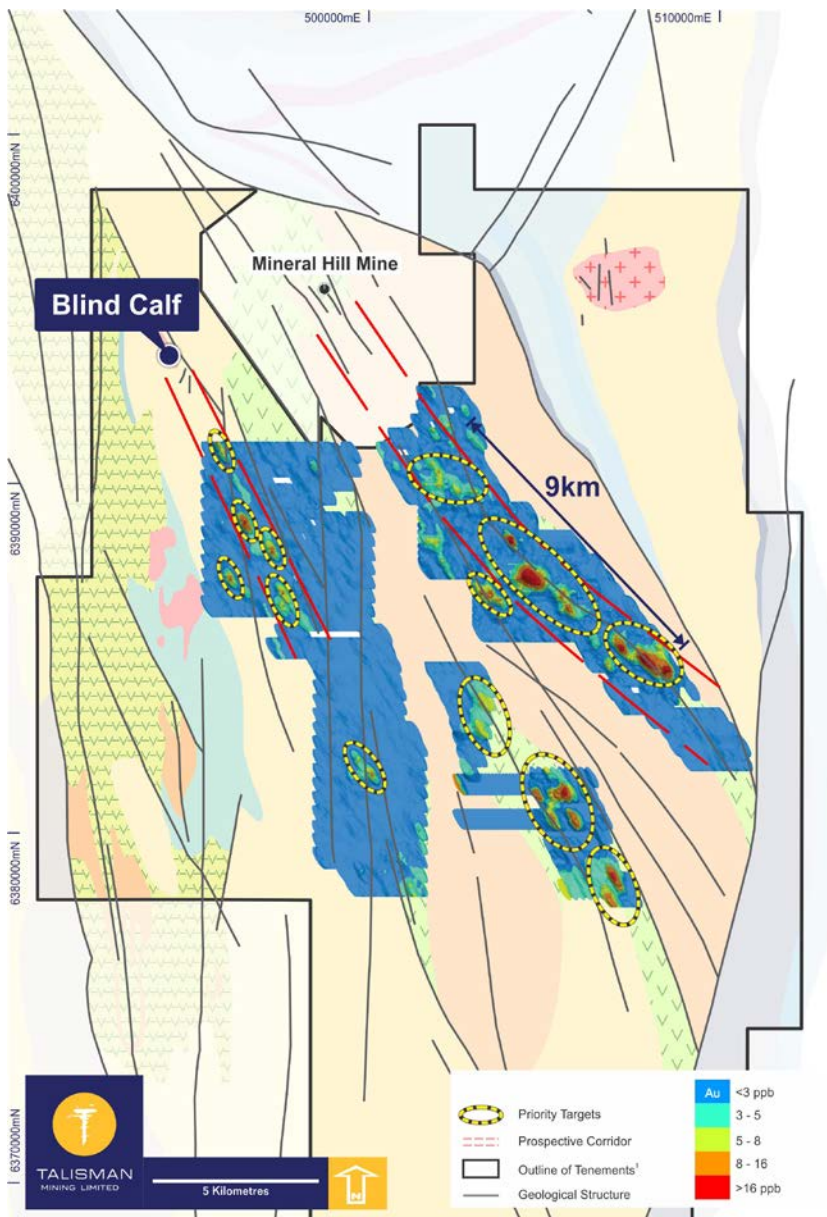 500000mE
510000mE
6400000mN
Mineral Hill Mine
Blind Calf
9km
6390000mN
6380000mN
6370000mN
TALISMAN
MINING LIMITED
5 Kilometres
N
Priority Targets
Prospective Corridor
Outline of Tenements¹
Geological Structure
Au
<3 ppb
3 - 5
5 - 8
8 - 16
>16 ppb